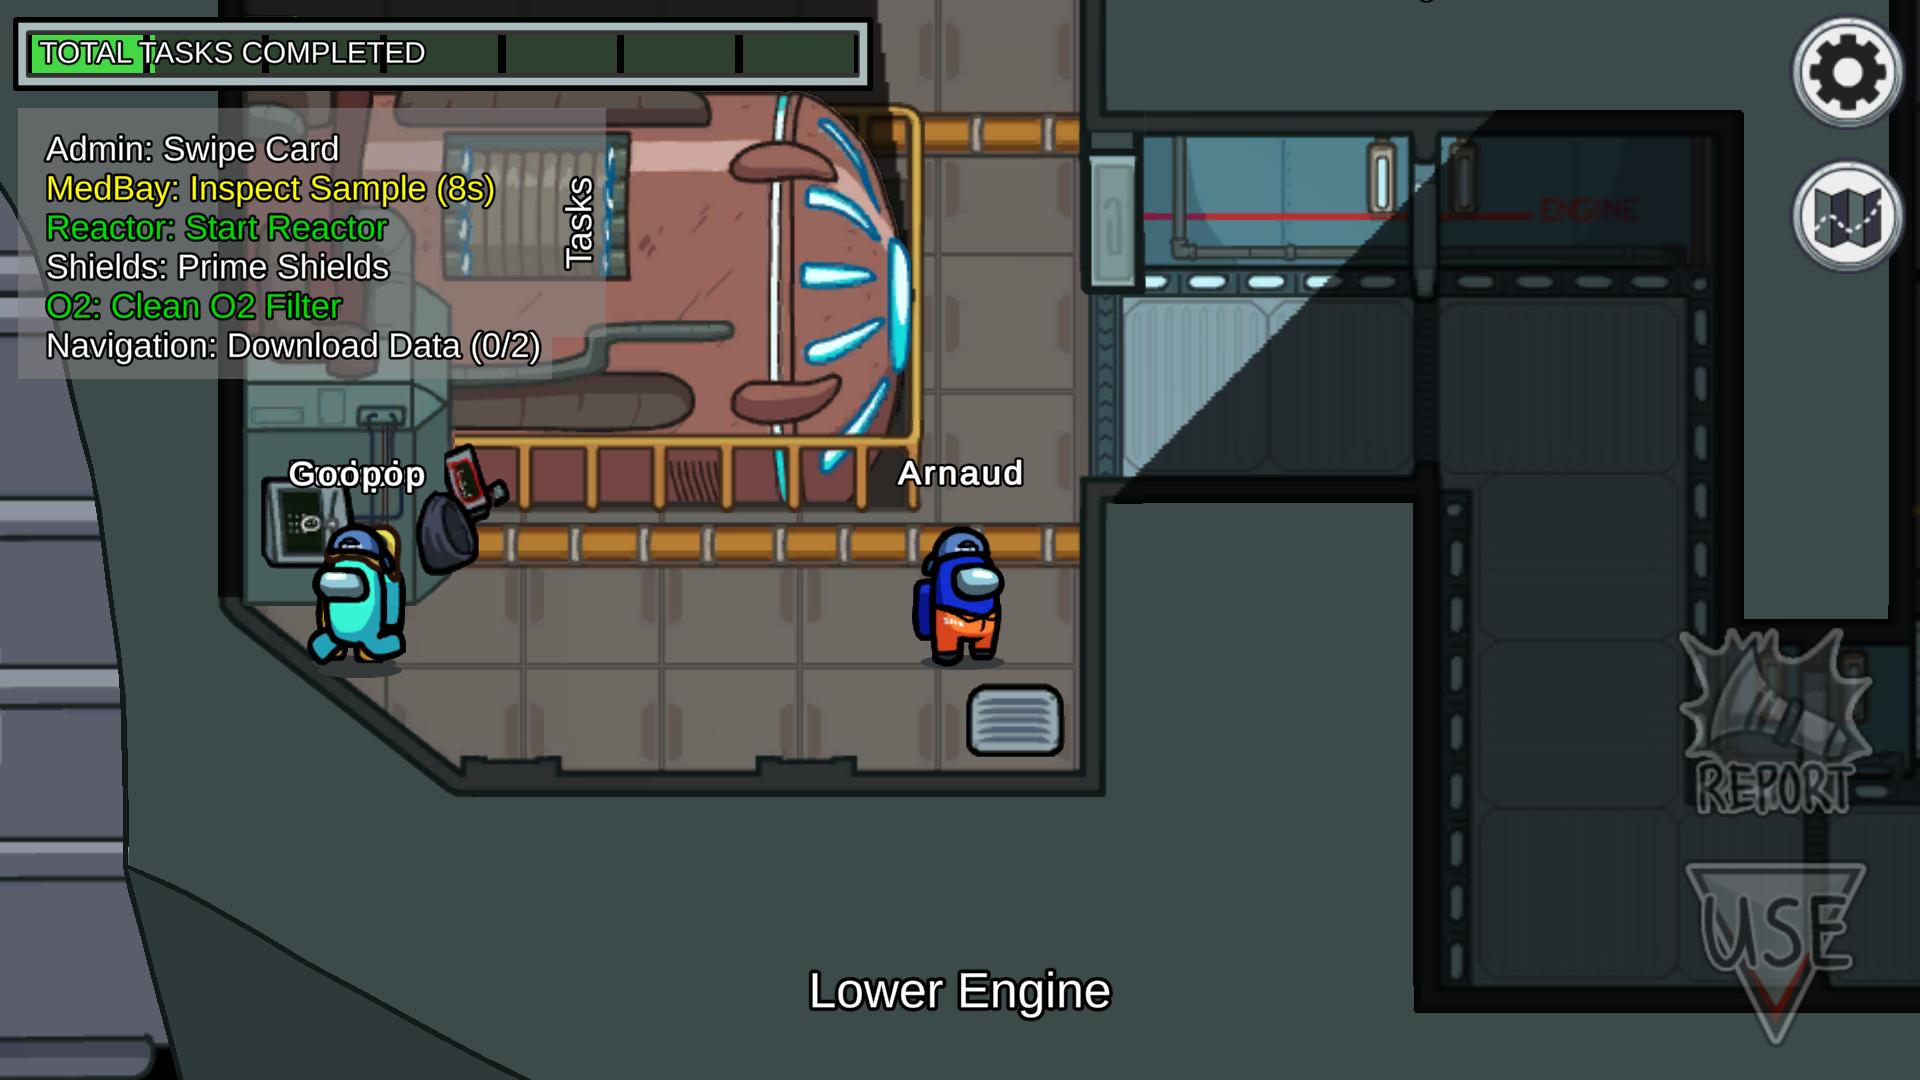 TOTAL TASKS COMPLETED
Admin: Swipe Card
MedBay: Inspect Sample (8s)
Reactor: Start Reactor
Shields: Prime Shields
O2: Clean O2 Filter
Navigation: Download Data (0/2)
Tasks
ENGINE
Arnaud
REPORT
USE
Lower Engine